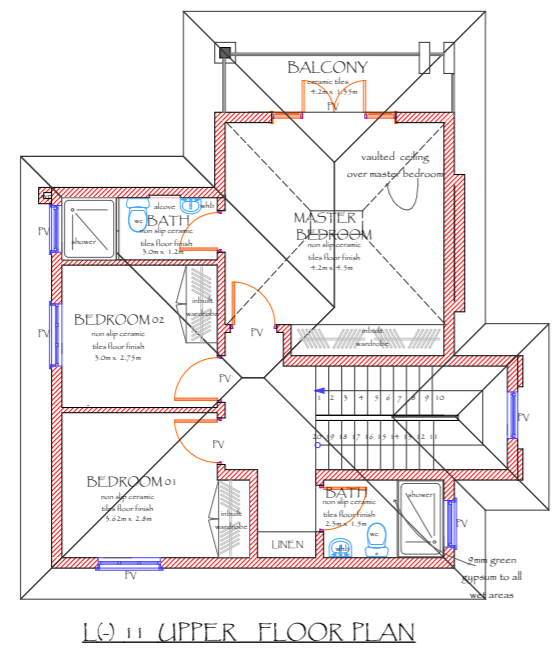 BALCONY
ceramic tiles
4.2m x 1.35m
PV
vaulted ceiling
over master bedroom
alcove
whb
wc
BATH
non slip ceramic
tiles floor finish
3.0m x 1.2m
shower
PV
MASTER
BEDROOM
non slip ceramic
tiles floor finish
4.2m x 4.5m
inbuilt
wardrobe
BEDROOM 02
non slip ceramic
tiles floor finish
3.0m x 2.75m
PV
PV
inbuilt
wardrobe
PV
1 2 3 4 5 6 7 8 9 10
20 19 18 17 16 15 14 13 12 11
PV
PV
BEDROOM 01
non slip ceramic
tiles floor finish
3.62m x 2.8m
inbuilt
wardrobe
BATH
non slip ceramic
tiles floor finish
2.3m x 1.5m
shower
wc
whb
PV
LINEN
9mm green
gypsum to all
wet areas
PV
L(-) 11 UPPER FLOOR PLAN